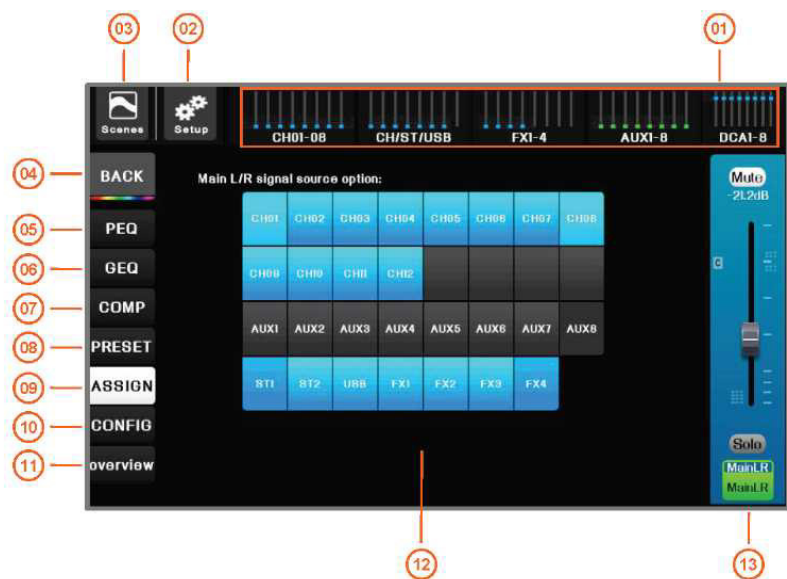 03 02 01
Scenes Setup CH01-08 CH/ST/USB FX1-4 AUX1-8 DCA1-8
04 BACK Main L/R signal source option: Mute
-21.2dB
05 PEQ CH01 CH02 CH03 CH04 CH05 CH06 CH07 CH08
06 GEQ CH09 CH10 CH11 CH12 C
07 COMP
08 PRESET AUX1 AUX2 AUX3 AUX4 AUX5 AUX6 AUX7 AUX8
09 ASSIGN ST1 ST2 USB FX1 FX2 FX3 FX4
10 CONFIG Solo
11 overview MainLR
MainLR
12 13